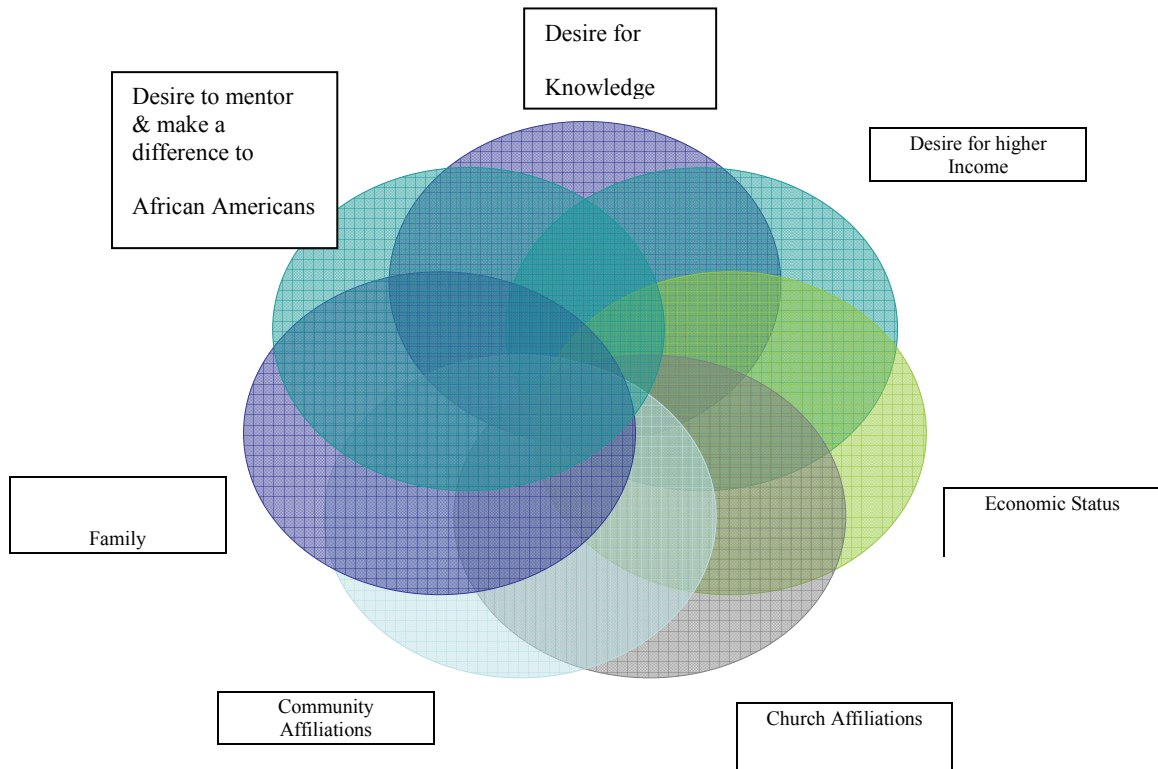 Desire for
Knowledge
Desire to mentor
& make a
difference to
African Americans
Desire for higher
Income
Family
Economic Status
Community
Affiliations
Church Affiliations